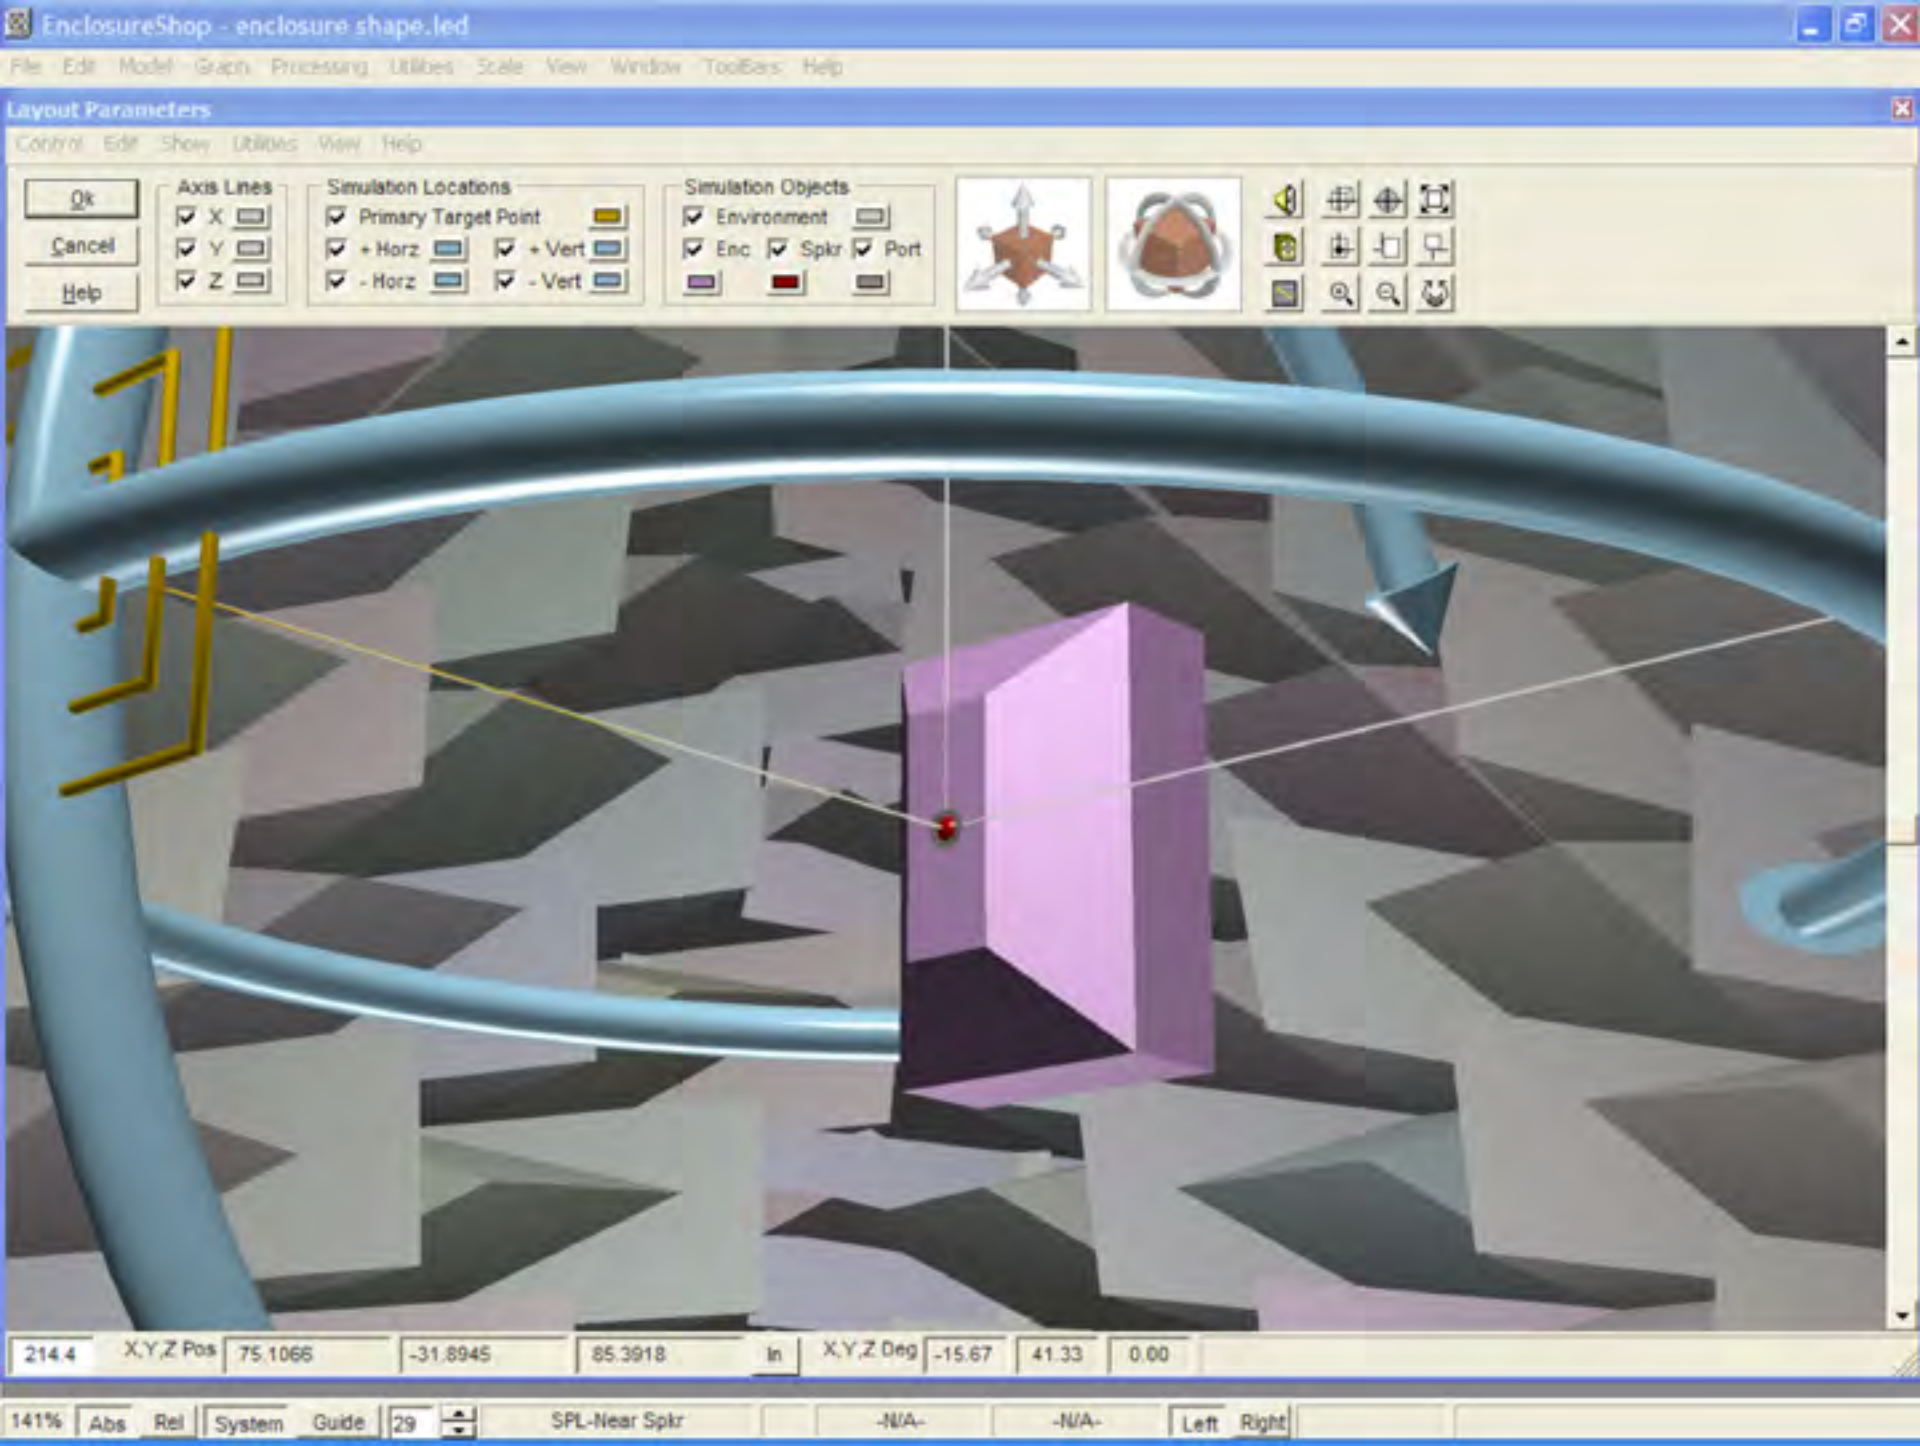 EnclosureShop - enclosure shape.led
File Edit Model Graph Processing Utilities Scale View Window ToolBars Help
Layout Parameters
Control Edit Show Utilities View Help
Ok
Cancel
Help
Axis Lines
X
Y
Z
Simulation Locations
Primary Target Point
+ Horz + Vert
- Horz - Vert
Simulation Objects
Environment
Enc Spkr Port
214.4 X,Y,Z Pos 75.1066 -31.8945 85.3918 In X,Y,Z Deg -15.67 41.33 0.00
141% Abs Rel System Guide 29 SPL-Near Spkr -N/A- -N/A- Left Right